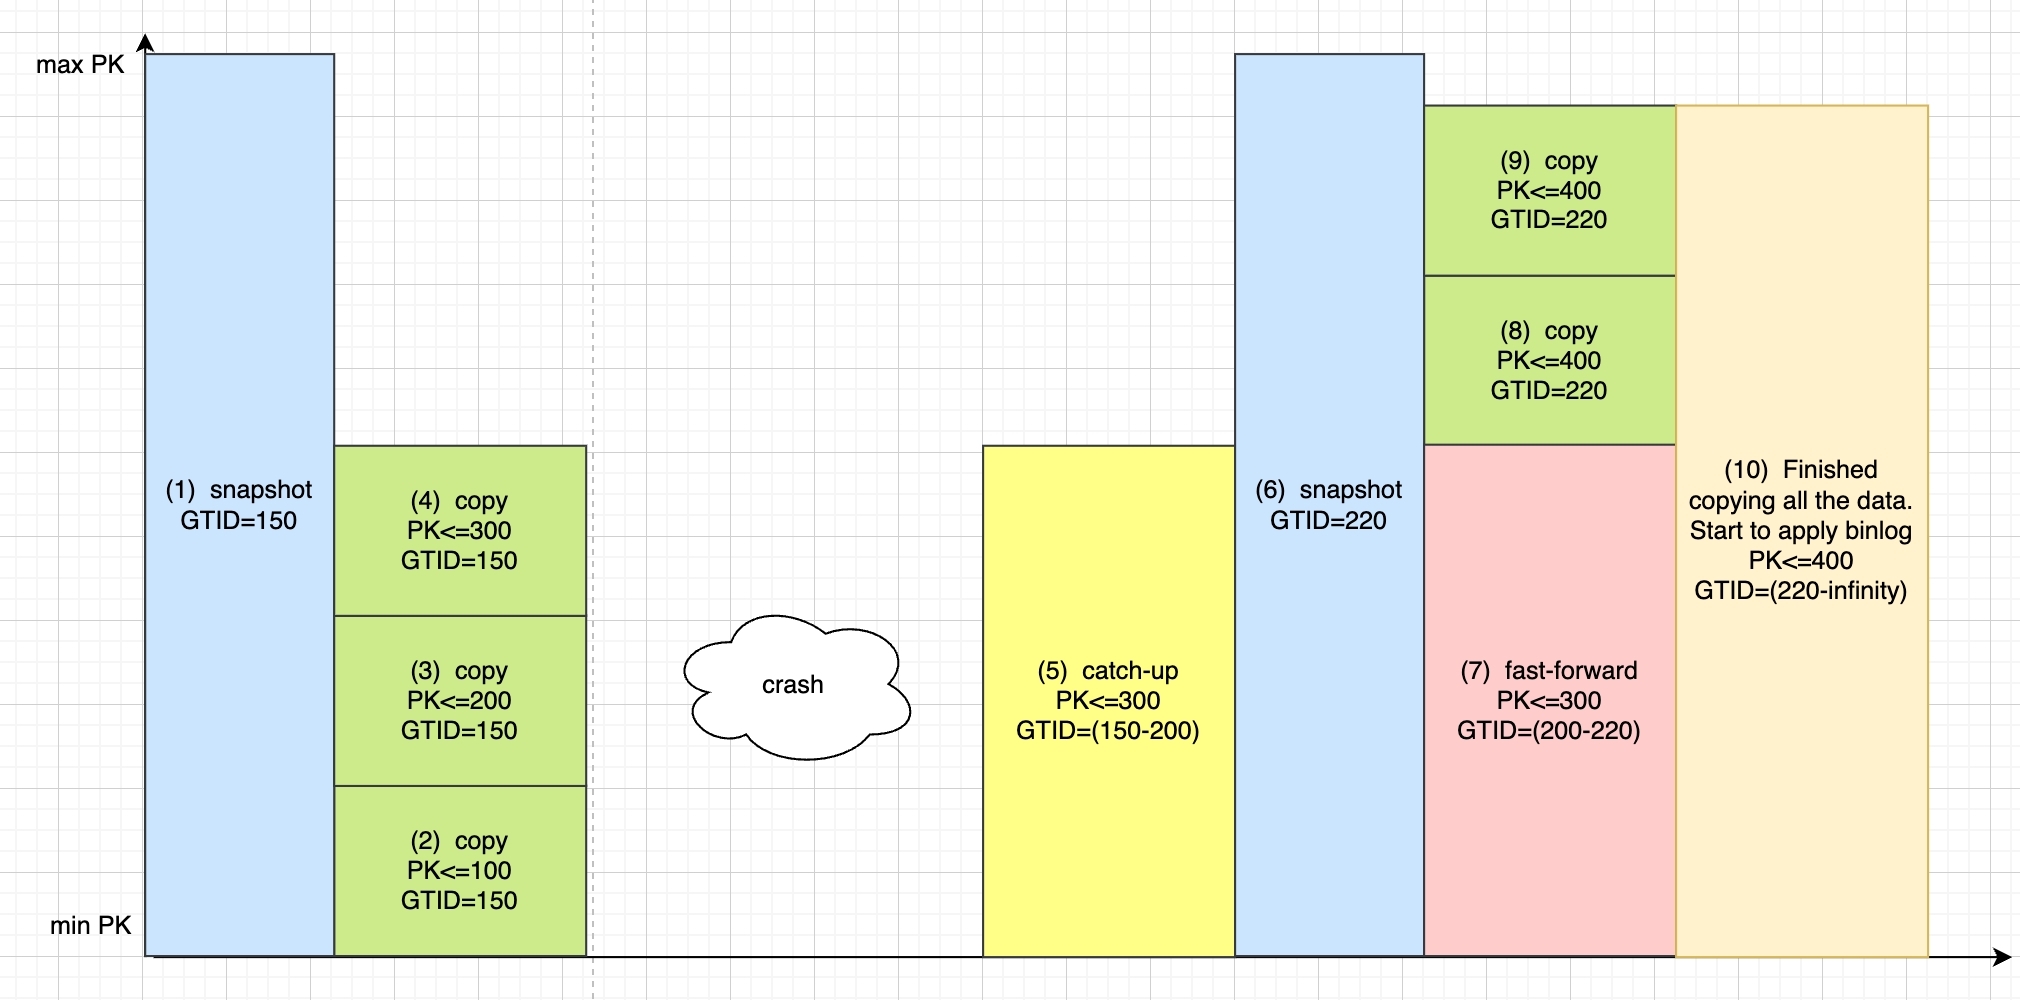 max PK
min PK
(1) snapshot
GTID=150
(4) copy
PK<=300
GTID=150
(3) copy
PK<=200
GTID=150
(2) copy
PK<=100
GTID=150
crash
(5) catch-up
PK<=300
GTID=(150-200)
(6) snapshot
GTID=220
(9) copy
PK<=400
GTID=220
(8) copy
PK<=400
GTID=220
(7) fast-forward
PK<=300
GTID=(200-220)
(10) Finished
copying all the data.
Start to apply binlog
PK<=400
GTID=(220-infinity)